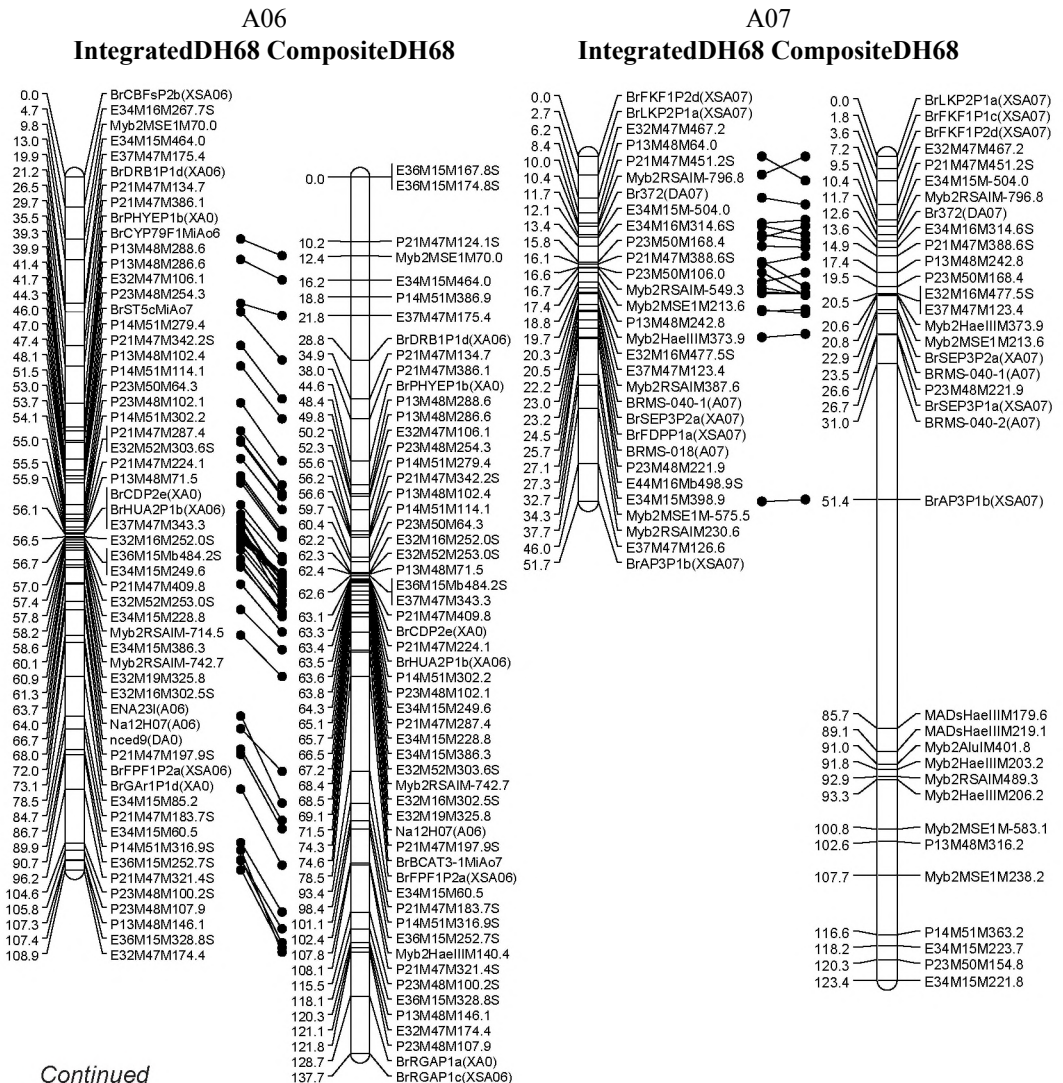 A06
IntegratedDH68 CompositeDH68
0.0 BrCBFsP2b(XSA06)
4.7 E34M16M267.7S
9.8 Myb2MSE1M70.0
13.0 E34M15M464.0
19.9 E37M47M175.4
21.2 BrDRB1P1d(XA06)
26.5 P21M47M134.7
29.7 P21M47M386.1
35.5 BrPHYEP1b(XA0)
39.3 BrCYP79F1MiAo6
39.9 P13M48M288.6
41.4 P13M48M286.6
41.7 E32M47M106.1
44.3 P23M48M254.3
46.0 BrST5cMiAo7
47.0 P14M51M279.4
47.4 P21M47M342.2S
48.1 P13M48M102.4
51.5 P14M51M114.1
53.0 P23M50M64.3
53.7 P23M48M102.1
54.1 P14M51M302.2
P21M47M287.4
55.0 E32M52M303.6S
55.5 P21M47M224.1
55.9 P13M48M71.5
BrCDP2e(XA0)
56.1 BrHUA2P1b(XA06)
E37M47M343.3
56.5 E32M16M252.0S
E36M15Mb484.2S
56.7 E34M15M249.6
57.0 P21M47M409.8
57.4 E32M52M253.0S
57.8 E34M15M228.8
58.2 Myb2RSAIM-714.5
58.6 E34M15M386.3
60.1 Myb2RSAIM-742.7
60.9 E32M19M325.8
61.3 E32M16M302.5S
63.7 ENA23I(A06)
64.0 Na12H07(A06)
66.7 nced9(DA0)
68.0 P21M47M197.9S
72.0 BrFPF1P2a(XSA06)
73.1 BrGAr1P1d(XA0)
78.5 E34M15M85.2
84.7 P21M47M183.7S
86.7 E34M15M60.5
89.9 P14M51M316.9S
90.7 E36M15M252.7S
96.2 P21M47M321.4S
104.6 P23M48M100.2S
105.8 P23M48M107.9
107.3 P13M48M146.1
107.4 E36M15M328.8S
108.9 E32M47M174.4
E36M15M167.8S
0.0 E36M15M174.8S
10.2 P21M47M124.1S
12.4 Myb2MSE1M70.0
16.2 E34M15M464.0
18.8 P14M51M386.9
21.8 E37M47M175.4
28.8 BrDRB1P1d(XA06)
34.9 P21M47M134.7
38.0 P21M47M386.1
44.6 BrPHYEP1b(XA0)
48.4 P13M48M288.6
49.8 P13M48M286.6
50.2 E32M47M106.1
52.3 P23M48M254.3
55.6 P14M51M279.4
56.2 P21M47M342.2S
56.6 P13M48M102.4
59.7 P14M51M114.1
60.4 P23M50M64.3
62.2 E32M16M252.0S
62.3 E32M52M253.0S
62.4 P13M48M71.5
E36M15Mb484.2S
62.6 E37M47M343.3
63.1 P21M47M409.8
63.3 BrCDP2e(XA0)
63.4 P21M47M224.1
63.5 BrHUA2P1b(XA06)
63.6 P14M51M302.2
63.8 P23M48M102.1
64.3 E34M15M249.6
65.1 P21M47M287.4
65.7 E34M15M228.8
66.5 E34M15M386.3
67.2 E32M52M303.6S
68.4 Myb2RSAIM-742.7
68.5 E32M16M302.5S
69.1 E32M19M325.8
71.5 Na12H07(A06)
74.3 P21M47M197.9S
74.6 BrBCAT3-1MiAo7
78.5 BrFPF1P2a(XSA06)
93.4 E34M15M60.5
98.4 P21M47M183.7S
101.1 P14M51M316.9S
102.4 E36M15M252.7S
107.8 Myb2HaeIIIM140.4
108.1 P21M47M321.4S
115.5 P23M48M100.2S
118.1 E36M15M328.8S
120.3 P13M48M146.1
121.1 E32M47M174.4
121.8 P23M48M107.9
128.7 BrRGAP1a(XA0)
137.7 BrRGAP1c(XSA06)
Continued
A07
IntegratedDH68 CompositeDH68
0.0 BrFKF1P2d(XSA07)
2.7 BrLKP2P1a(XSA07)
6.2 E32M47M467.2
8.4 P13M48M64.0
10.0 P21M47M451.2S
10.4 Myb2RSAIM-796.8
11.7 Br372(DA07)
12.1 E34M15M-504.0
13.4 E34M16M314.6S
15.8 P23M50M168.4
16.1 P21M47M388.6S
16.6 P23M50M106.0
16.7 Myb2RSAIM-549.3
17.4 Myb2MSE1M213.6
18.8 P13M48M242.8
19.7 Myb2HaeIIIM373.9
20.3 E32M16M477.5S
20.5 E37M47M123.4
22.2 Myb2RSAIM387.6
23.0 BRMS-040-1(A07)
23.2 BrSEP3P2a(XSA07)
24.5 BrFDPP1a(XSA07)
25.7 BRMS-018(A07)
27.1 P23M48M221.9
27.3 E44M16Mb498.9S
32.7 E34M15M398.9
34.3 Myb2MSE1M-575.5
37.7 Myb2RSAIM230.6
46.0 E37M47M126.6
51.7 BrAP3P1b(XSA07)
0.0 BrLKP2P1a(XSA07)
1.8 BrFKF1P1c(XSA07)
3.6 BrFKF1P2d(XSA07)
7.2 E32M47M467.2
9.5 P21M47M451.2S
10.4 E34M15M-504.0
11.7 Myb2RSAIM-796.8
12.6 Br372(DA07)
13.6 E34M16M314.6S
14.9 P21M47M388.6S
17.4 P13M48M242.8
19.5 P23M50M168.4
E32M16M477.5S
20.5 E37M47M123.4
20.6 Myb2HaeIIIM373.9
20.8 Myb2MSE1M213.6
22.9 BrSEP3P2a(XA07)
23.5 BRMS-040-1(A07)
26.6 P23M48M221.9
26.7 BrSEP3P1a(XSA07)
31.0 BRMS-040-2(A07)
51.4 BrAP3P1b(XSA07)
85.7 MADsHaeIIIM179.6
89.1 MADsHaeIIIM219.1
91.0 Myb2AluIM401.8
91.8 Myb2HaeIIIM203.2
92.9 Myb2RSAIM489.3
93.3 Myb2HaeIIIM206.2
100.8 Myb2MSE1M-583.1
102.6 P13M48M316.2
107.7 Myb2MSE1M238.2
116.6 P14M51M363.2
118.2 E34M15M223.7
120.3 P23M50M154.8
123.4 E34M15M221.8